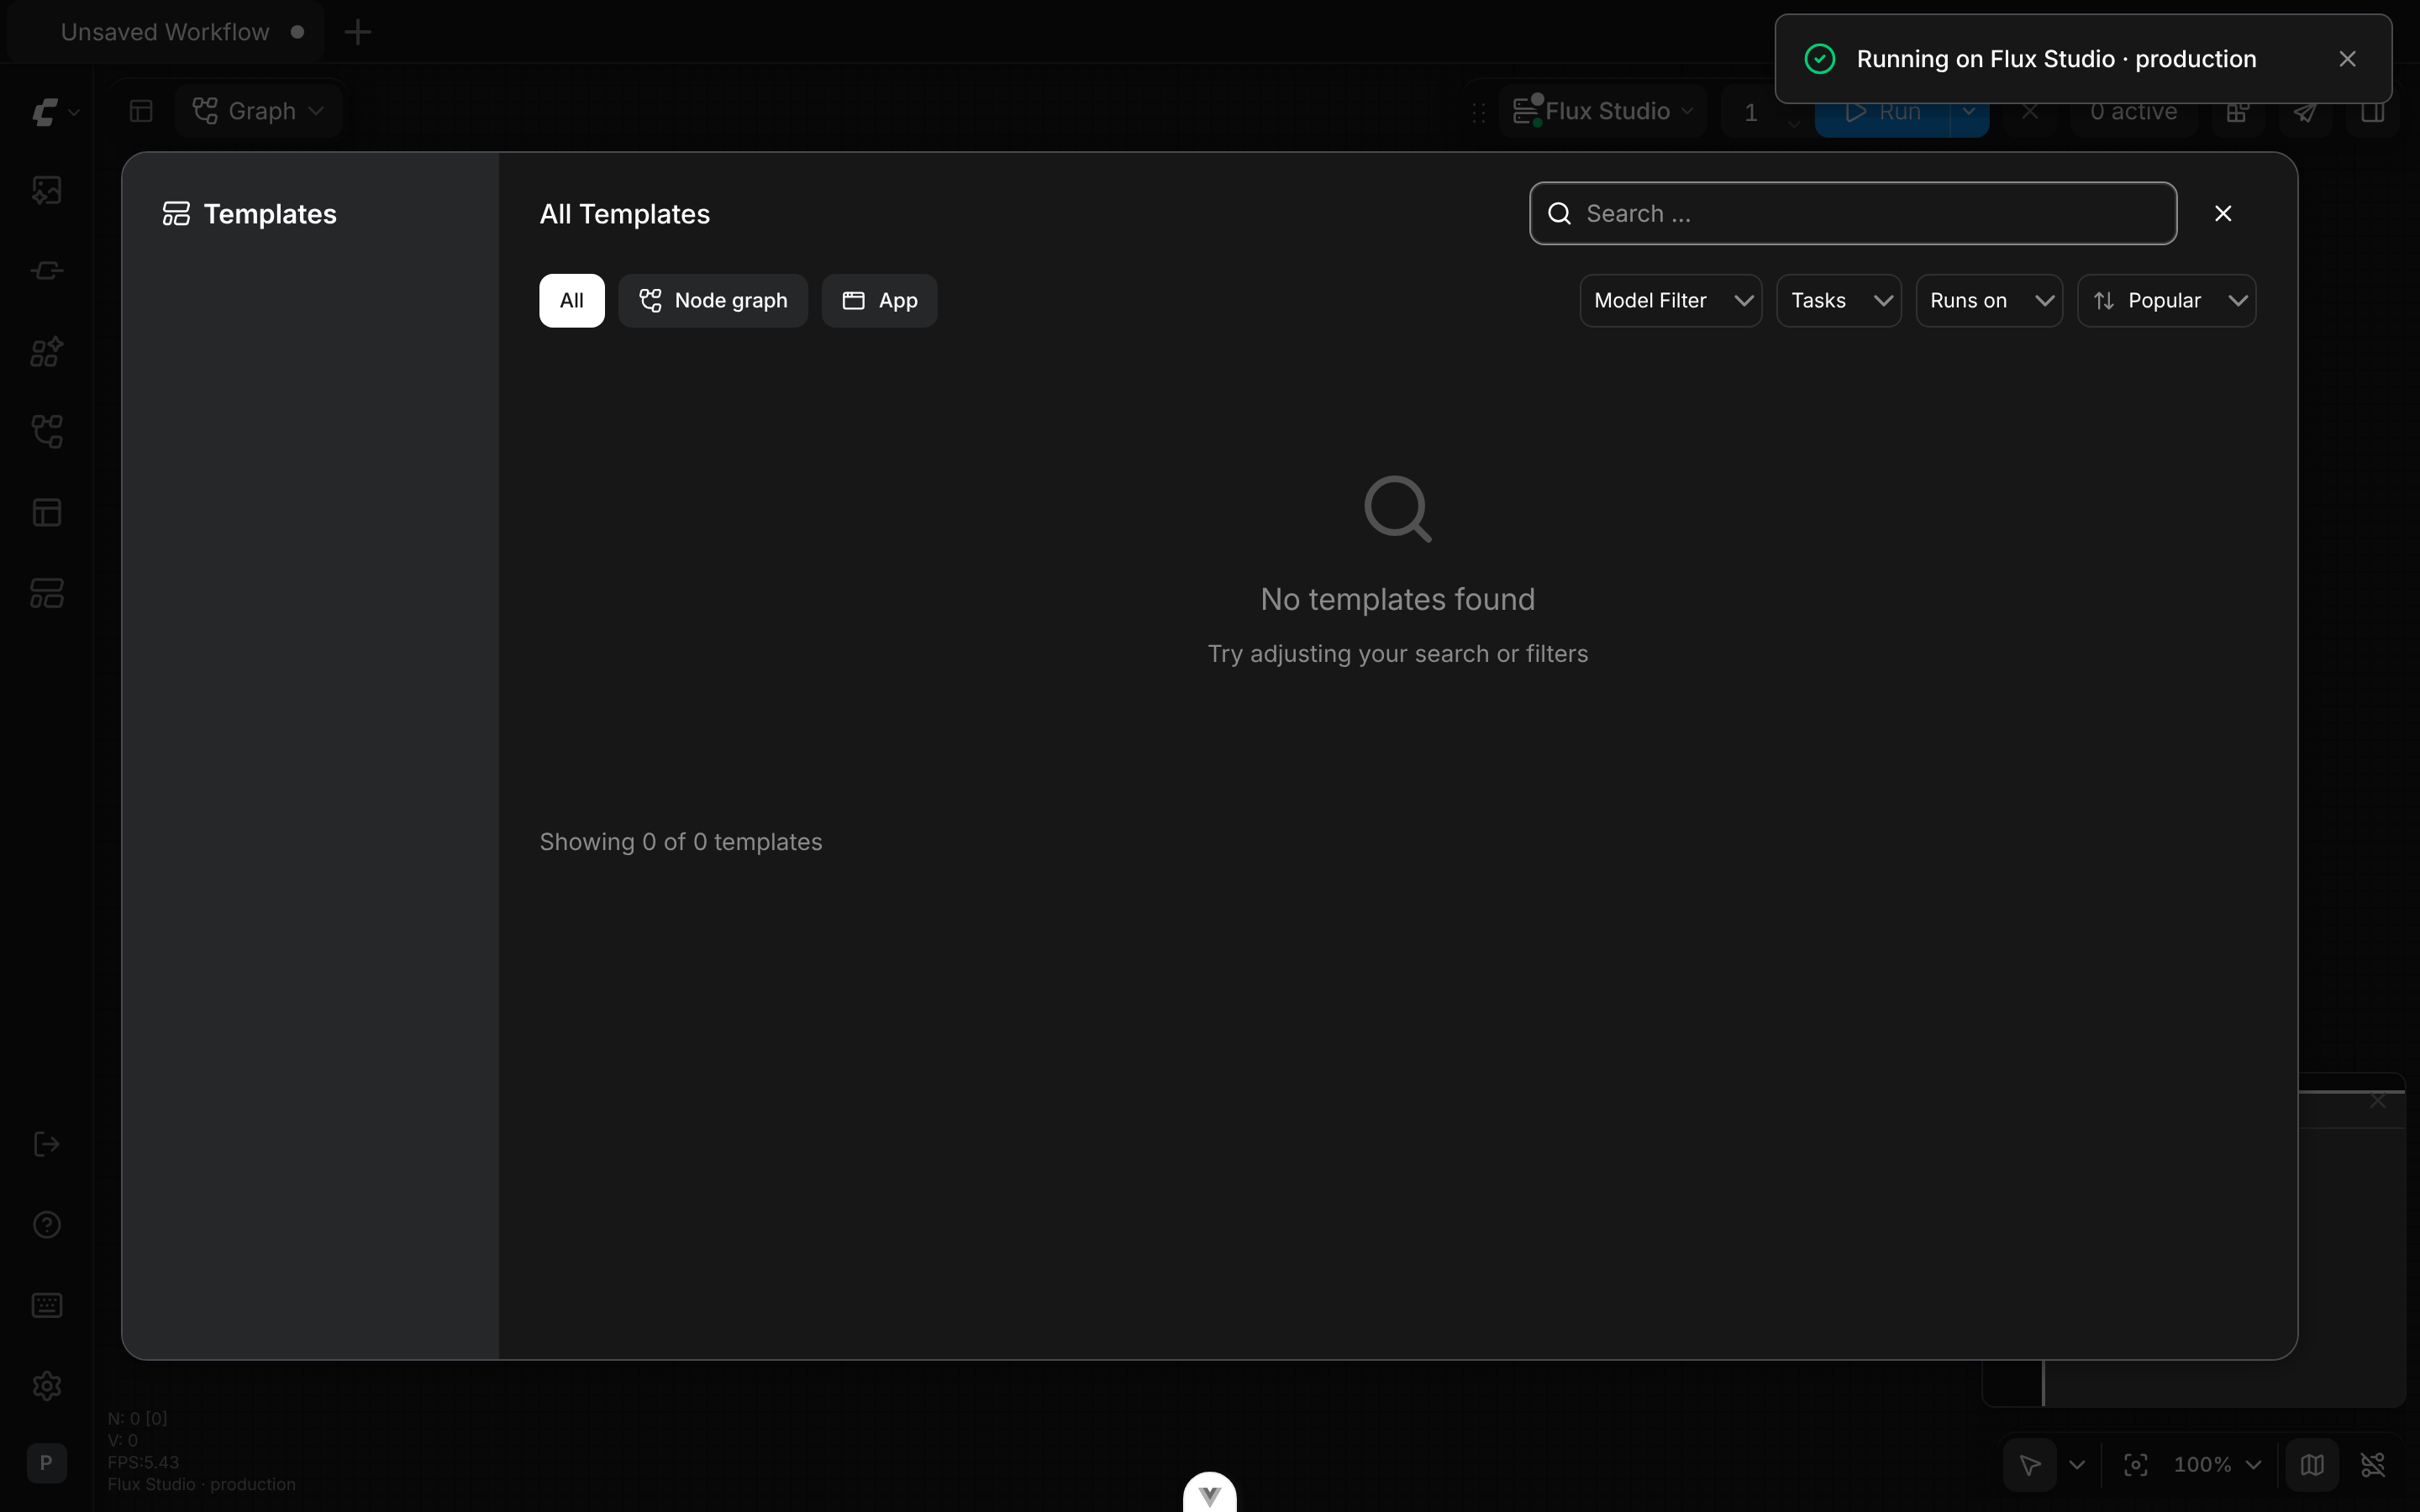 Unsaved Workflow
Running on Flux Studio · production
Graph
Flux Studio
1
Run
0 active
Templates
All Templates
Search ...
All
Node graph
App
Model Filter
Tasks
Runs on
Popular
No templates found
Try adjusting your search or filters
Showing 0 of 0 templates
N: 0 [0]
V: 0
FPS:5.43
Flux Studio · production
P
100%